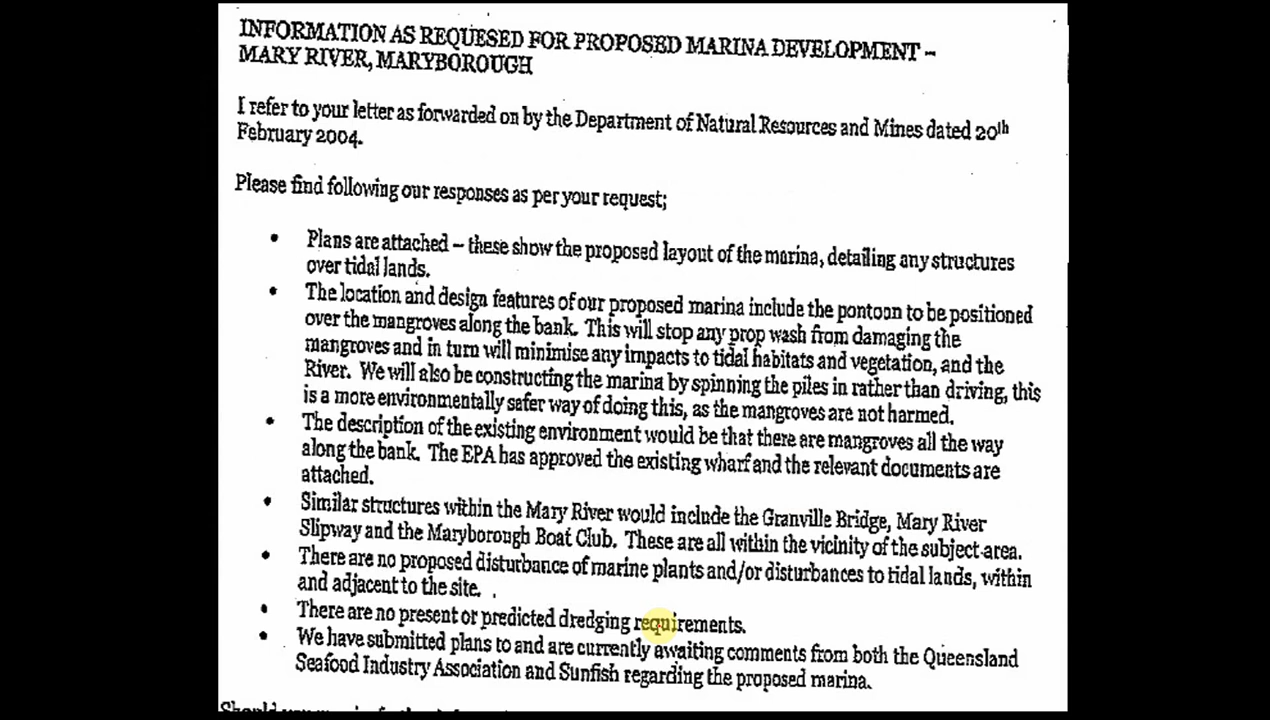 INFORMATION AS REQUESED FOR PROPOSED MARINA DEVELOPMENT –
MARY RIVER, MARYBOROUGH
I refer to your letter as forwarded on by the Department of Natural Resources and Mines dated 20th
February 2004.
Please find following our responses as per your request;
• Plans are attached – these show the proposed layout of the marina, detailing any structures
over tidal lands.
• The location and design features of our proposed marina include the pontoon to be positioned
over the mangroves along the bank. This will stop any prop wash from damaging the
mangroves and in turn will minimise any impacts to tidal habitats and vegetation, and the
River. We will also be constructing the marina by spinning the piles in rather than driving, this
is a more environmentally safer way of doing this, as the mangroves are not harmed.
• The description of the existing environment would be that there are mangroves all the way
along the bank. The EPA has approved the existing wharf and the relevant documents are
attached.
• Similar structures within the Mary River would include the Granville Bridge, Mary River
Slipway and the Maryborough Boat Club. These are all within the vicinity of the subject area.
• There are no proposed disturbance of marine plants and/or disturbances to tidal lands, within
and adjacent to the site.
• There are no present or predicted dredging requirements.
• We have submitted plans to and are currently awaiting comments from both the Queensland
Seafood Industry Association and Sunfish regarding the proposed marina.
Should